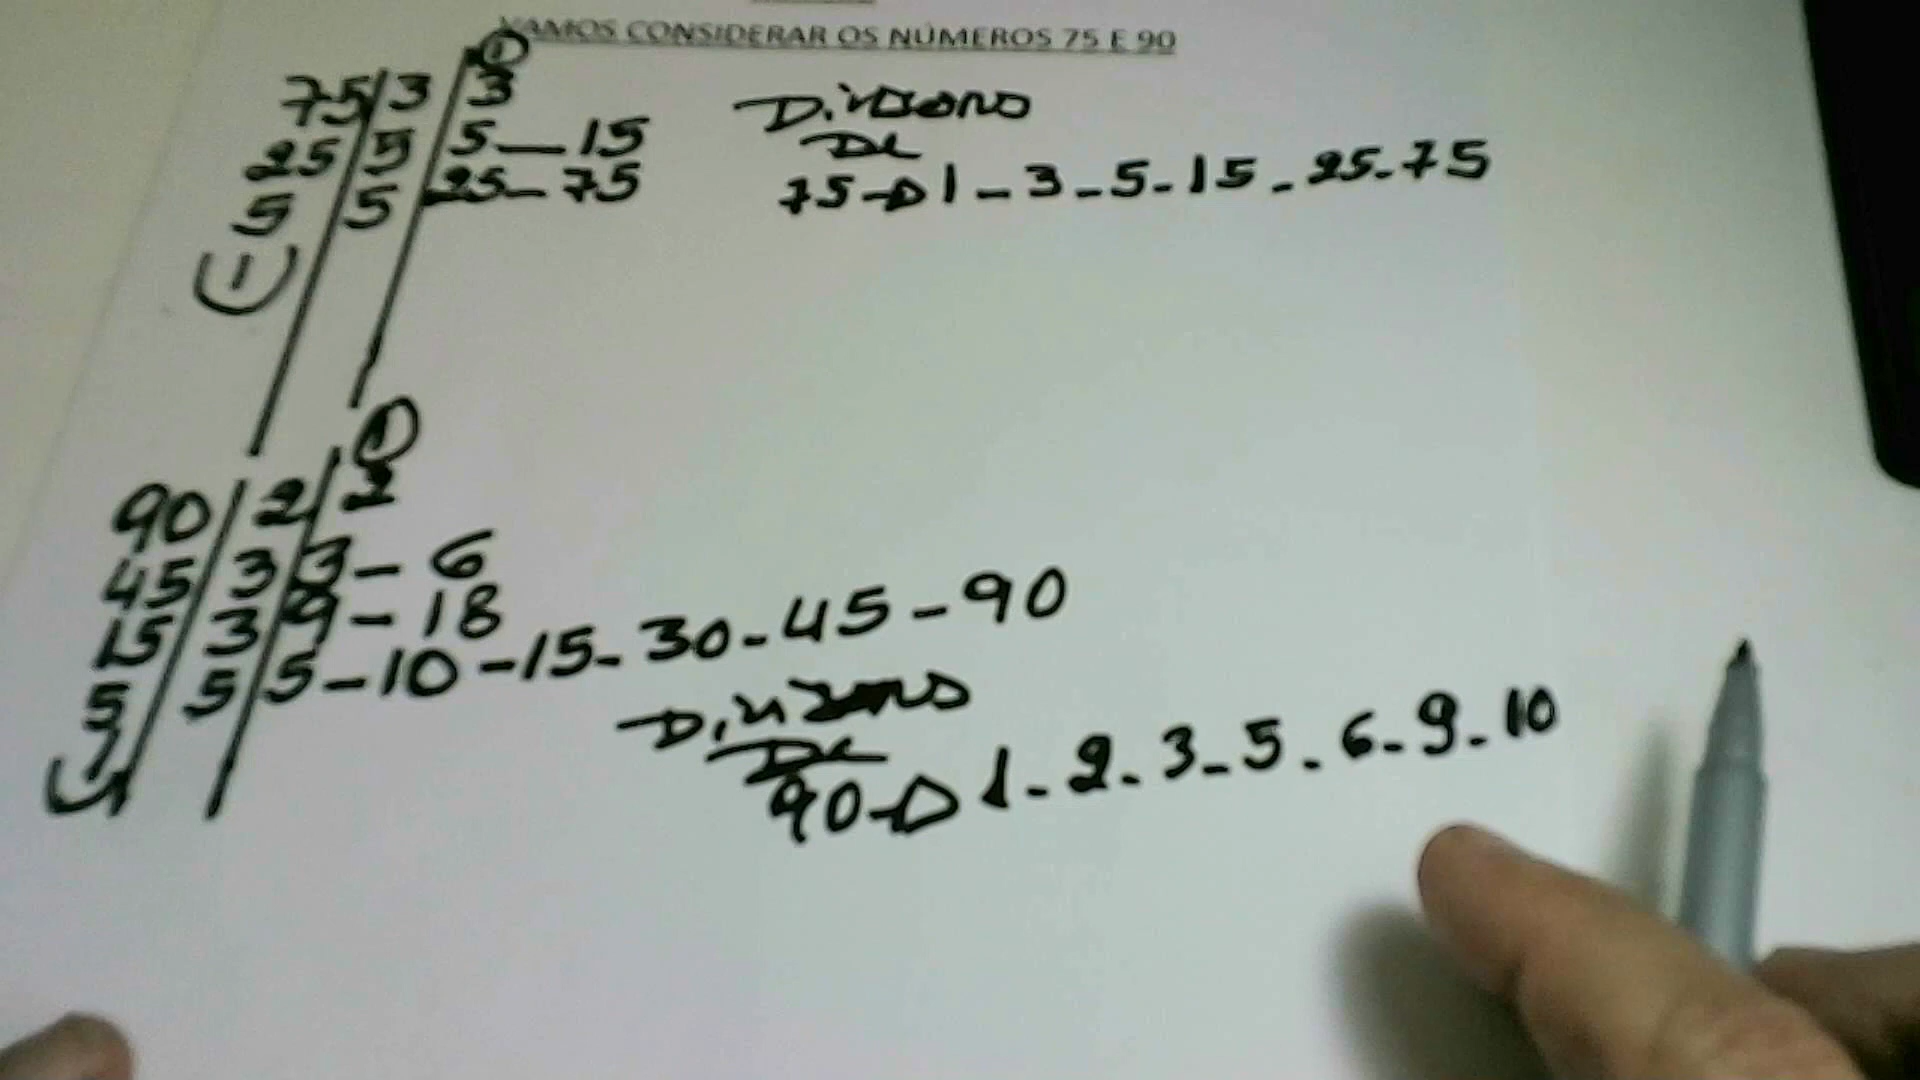 VAMOS CONSIDERAR OS NÚMEROS 75 E 90
1
75 3 3
25 5 5 - 15
5 5 25 - 75
1
Divisores
De
75 → 1 - 3 - 5 - 15 - 25 - 75
1
90 2 2
45 3 3 - 6
15 3 9 - 18
5 5 5 - 10 - 15 - 30 - 45 - 90
1
Divisores
De
90 → 1 - 2 - 3 - 5 - 6 - 9 - 10